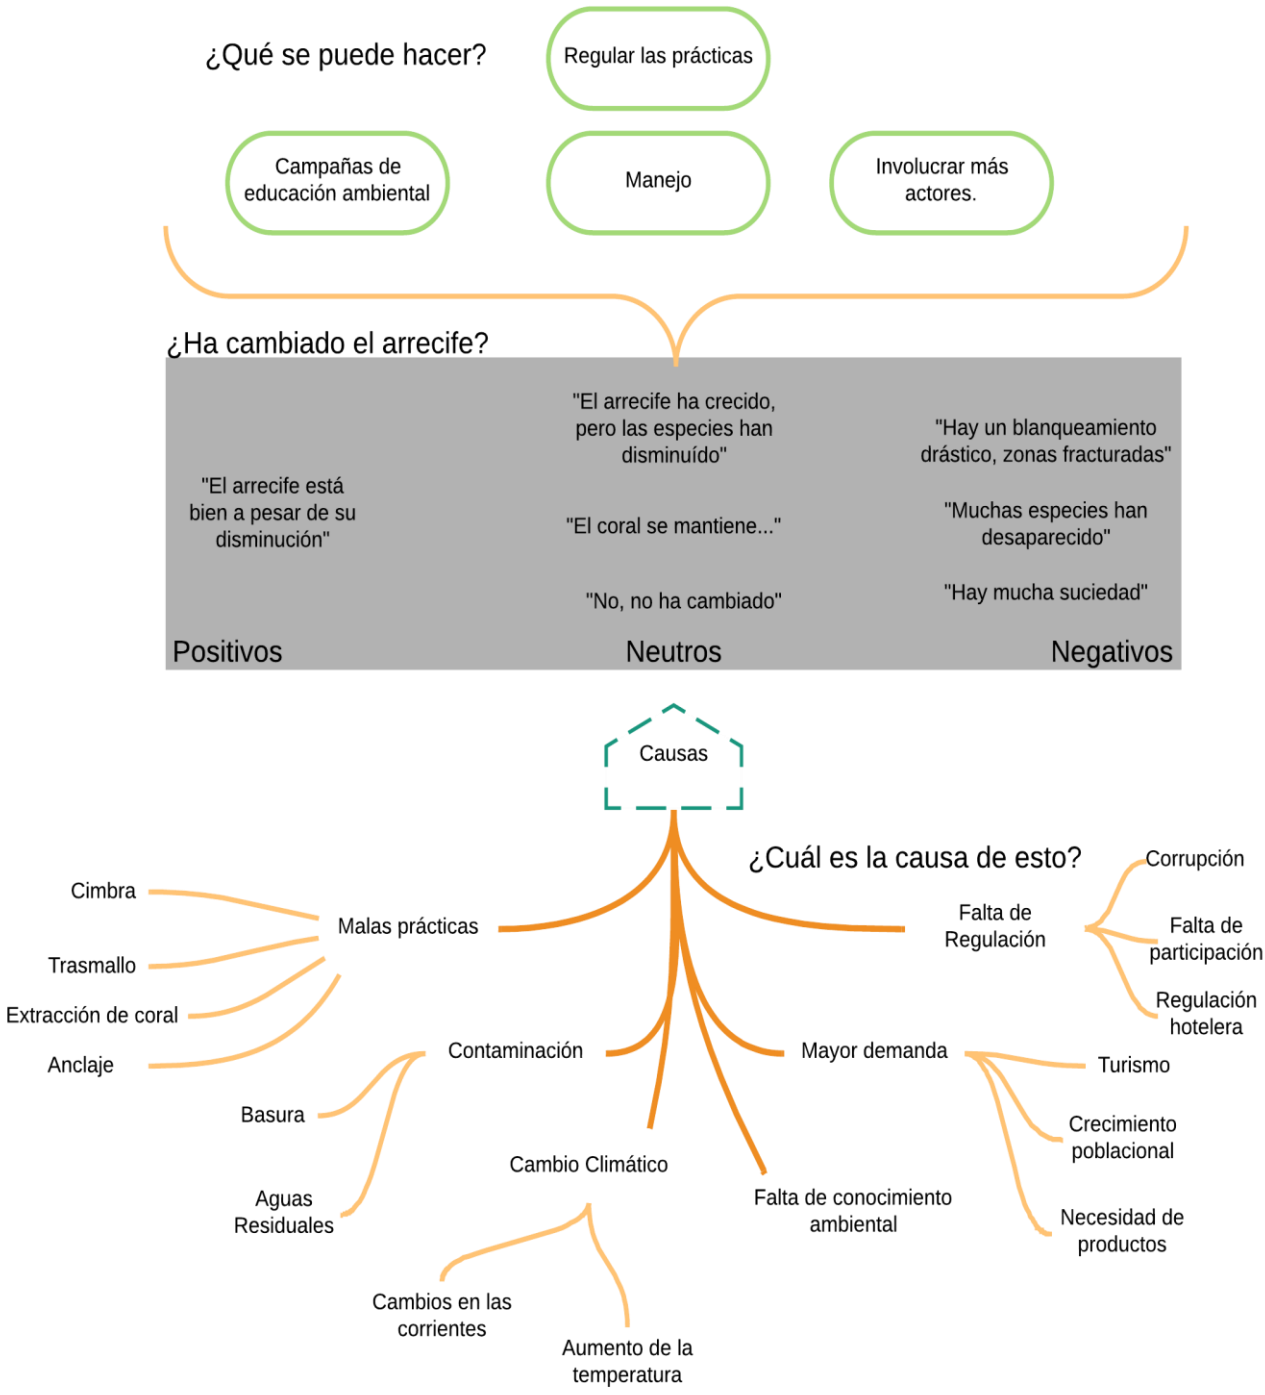 ¿Qué se puede hacer?
Regular las prácticas
Campañas de
educación ambiental
Manejo
Involucrar más
actores.
¿Ha cambiado el arrecife?
"El arrecife está
bien a pesar de su
disminución"
"El arrecife ha crecido,
pero las especies han
disminuído"
"El coral se mantiene..."
"No, no ha cambiado"
"Hay un blanqueamiento
drástico, zonas fracturadas"
"Muchas especies han
desaparecido"
"Hay mucha suciedad"
Positivos
Neutros
Negativos
Causas
¿Cuál es la causa de esto?
Malas prácticas
Cimbra
Trasmallo
Extracción de coral
Anclaje
Contaminación
Basura
Aguas
Residuales
Cambio Climático
Cambios en las
corrientes
Aumento de la
temperatura
Falta de conocimiento
ambiental
Mayor demanda
Turismo
Crecimiento
poblacional
Necesidad de
productos
Falta de
Regulación
Corrupción
Falta de
participación
Regulación
hotelera